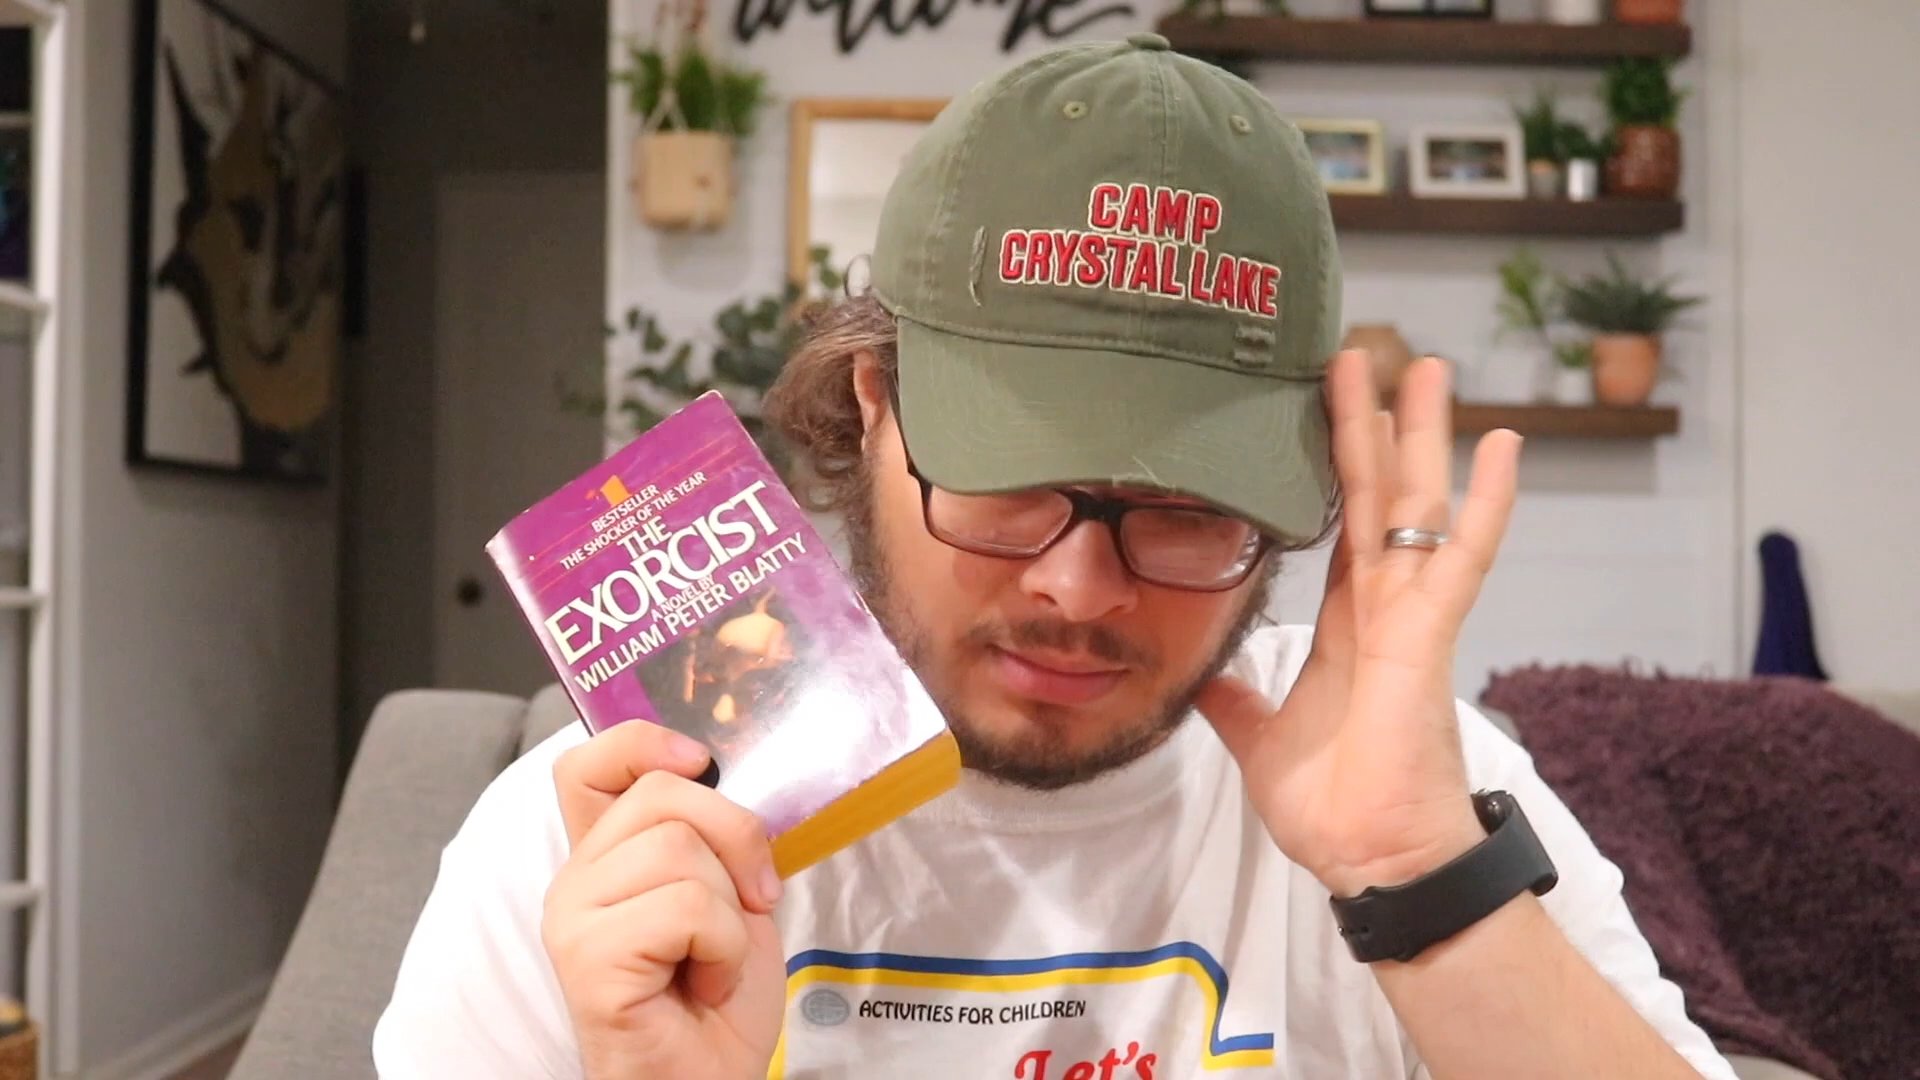 welcome
CAMP
CRYSTAL LAKE
1
BESTSELLER
THE SHOCKER OF THE YEAR
THE
EXORCIST
A NOVEL BY
WILLIAM PETER BLATTY
ACTIVITIES FOR CHILDREN
Let's